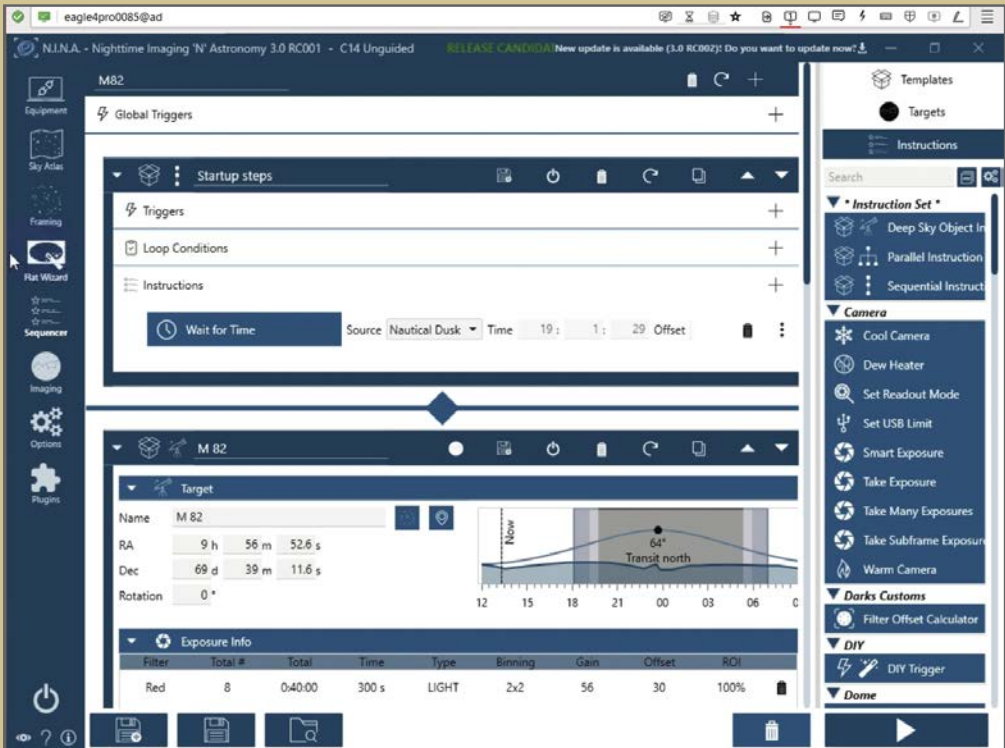 eagle4pro0085@ad
N.I.N.A. - Nighttime Imaging 'N' Astronomy 3.0 RC001 - C14 Unguided RELEASE CANDIDA New update is available (3.0 RC002)! Do you want to update now?
Equipment
Sky Atlas
Framing
Flat Wizard
Sequencer
Imaging
Options
Plugins
M82
Global Triggers
Startup steps
Triggers
Loop Conditions
Instructions
Wait for Time Source Nautical Dusk Time 19 : 1 : 29 Offset
M 82
Target
Name M 82
RA 9 h 56 m 52.6 s
Dec 69 d 39 m 11.6 s
Rotation 0 °
Now
64°
Transit north
12 15 18 21 00 03 06 0
Exposure Info
Filter Total # Total Time Type Binning Gain Offset ROI
Red 8 0:40:00 300 s LIGHT 2x2 56 30 100%
Templates
Targets
Instructions
Search
* Instruction Set *
Deep Sky Object In
Parallel Instruction
Sequential Instruct
Camera
Cool Camera
Dew Heater
Set Readout Mode
Set USB Limit
Smart Exposure
Take Exposure
Take Many Exposures
Take Subframe Exposure
Warm Camera
Darks Customs
Filter Offset Calculator
DIY
DIY Trigger
Dome